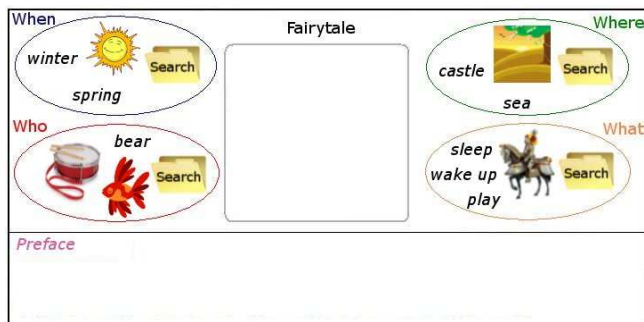 When
winter
Search
spring
Fairytale
Where
castle
Search
sea
Who
bear
Search
What
sleep
wake up
play
Search
Preface